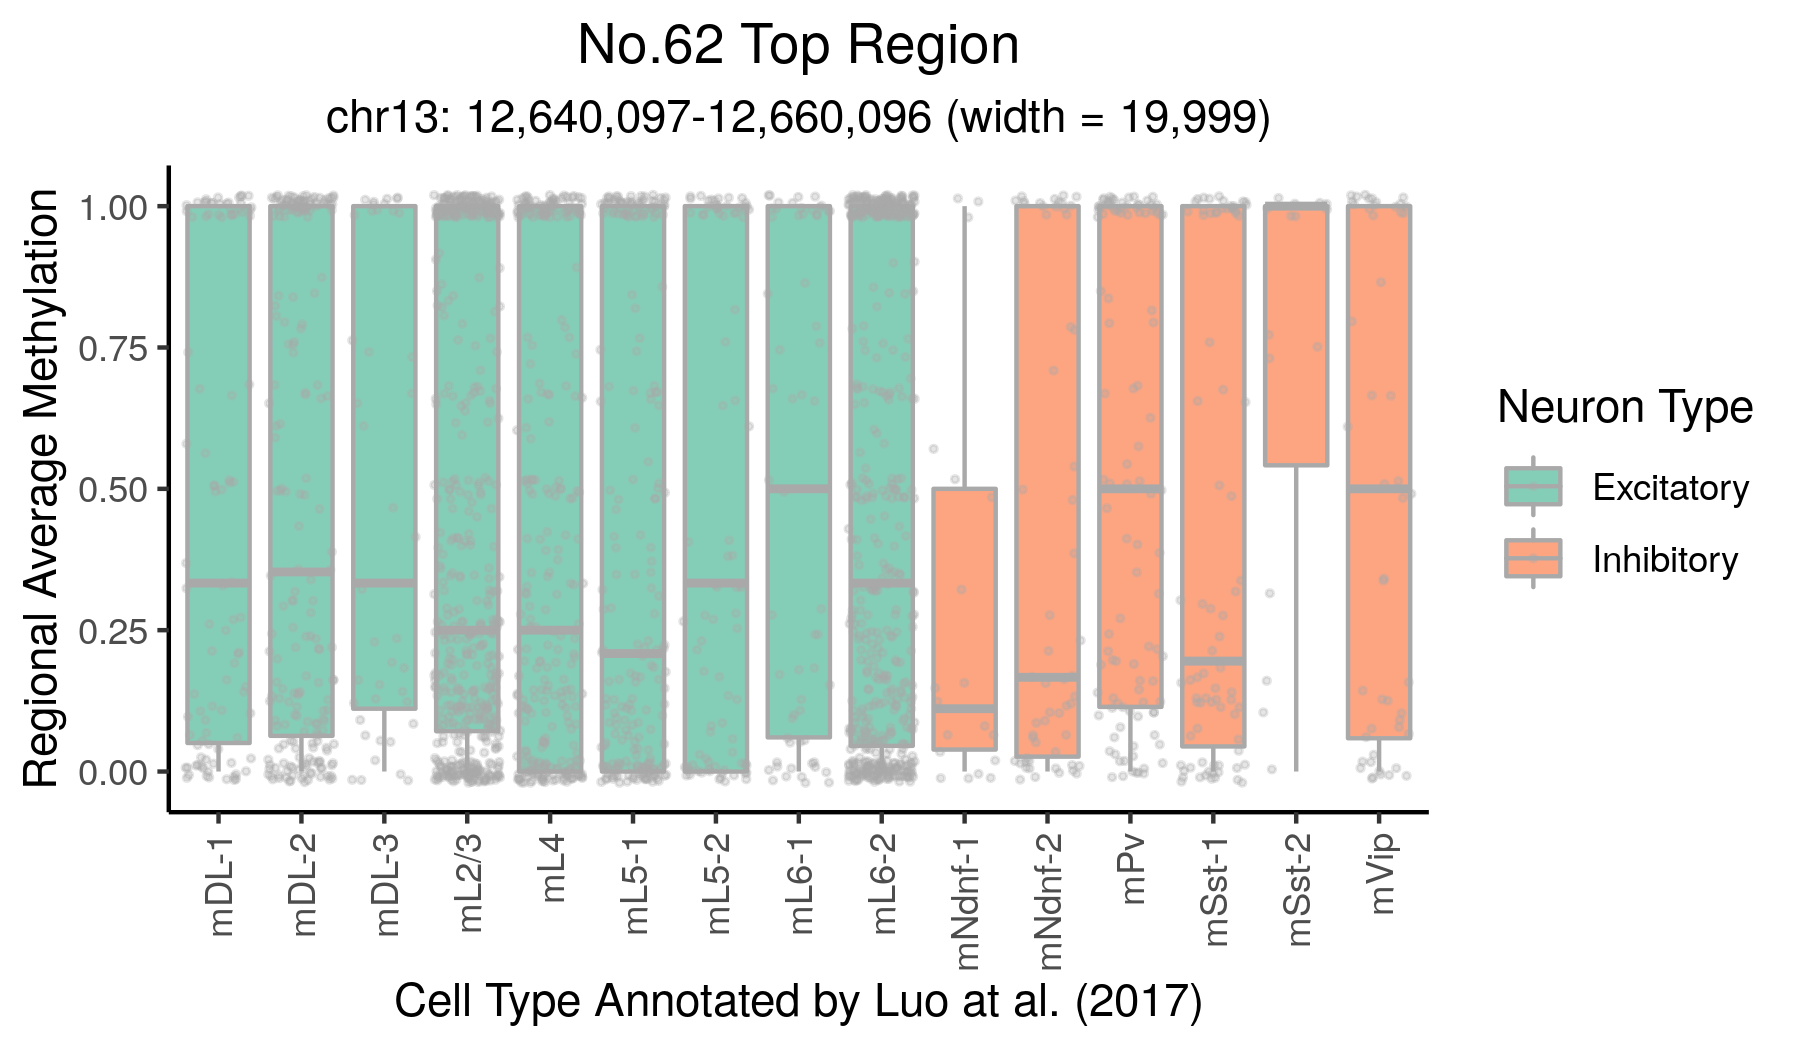 No.62 Top Region
chr13: 12,640,097-12,660,096 (width = 19,999)
Regional Average Methylation
1.00
0.75
0.50
0.25
0.00
mDL-1
mDL-2
mDL-3
mL2/3
mL4
mL5-1
mL5-2
mL6-1
mL6-2
mNdnf-1
mNdnf-2
mPv
mSst-1
mSst-2
mVip
Cell Type Annotated by Luo at al. (2017)
Neuron Type
Excitatory
Inhibitory